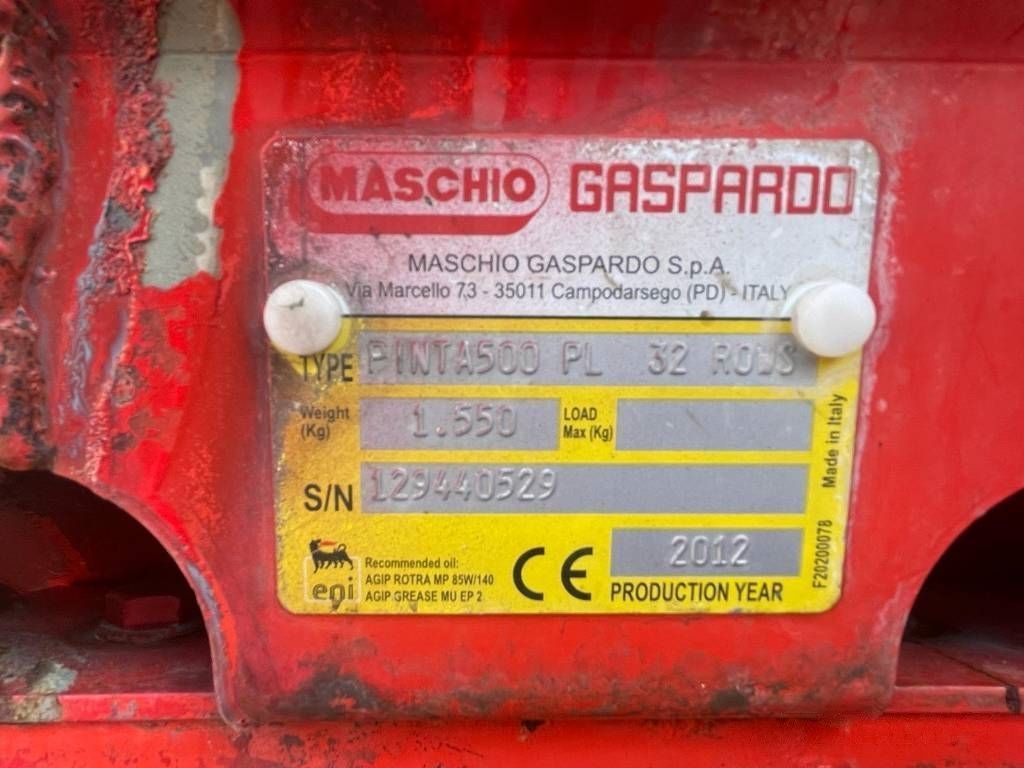 MASCHIO GASPARDO
MASCHIO GASPARDO S.p.A.
Via Marcello 73 - 35011 Campodarsego (PD) - ITALY
TYPE PINTA500 PL 32 ROWS
Weight (Kg) 1.550 LOAD Max (Kg)
S/N 129440529
Made in Italy
F20200078
eni
Recommended oil:
AGIP ROTRA MP 85W/140
AGIP GREASE MU EP 2
CE
2012
PRODUCTION YEAR